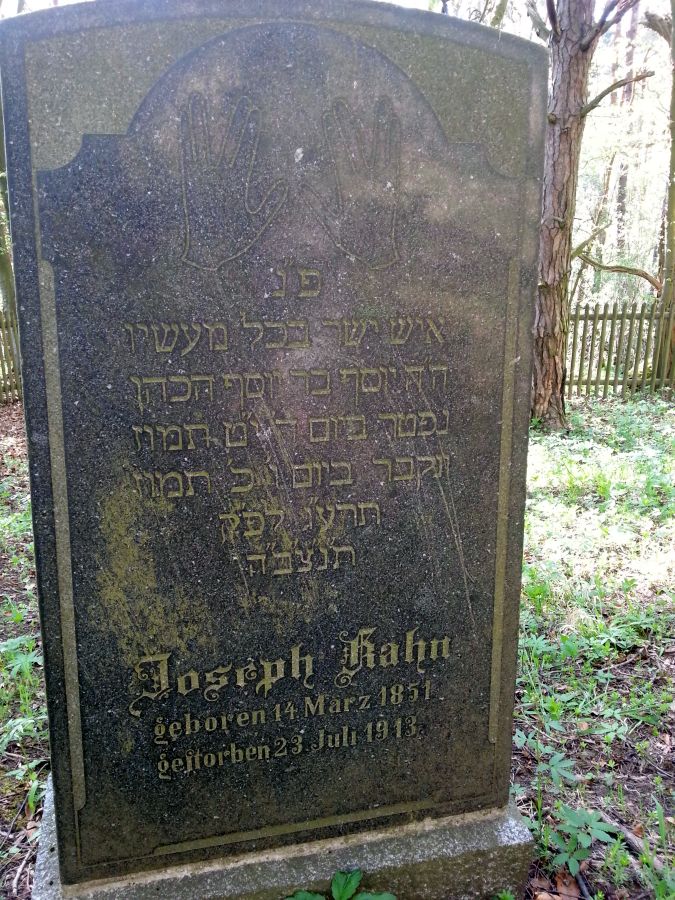 פ״נ
איש ישר בכל מעשיו
ה״ה יוסף בר יוסף הכהן
נפטר ביום י״ט תמוז
ונקבר ביום ו׳ כ׳ תמוז
תרע״ג לפ״ק
תנצב״ה
Joseph Kahn
geboren 14. März 1851.
gestorben 23. Juli 1913.